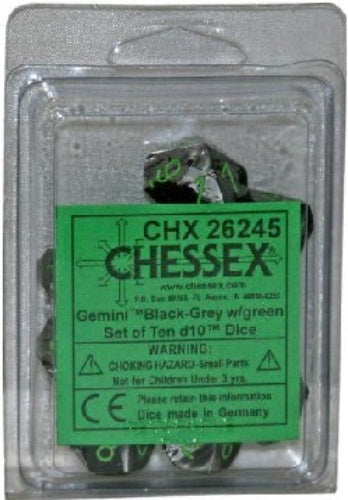 CHX 26245
CHESSEX®
www.chessex.com
Gemini™Black-Grey w/green
Set of Ten d10™ Dice
WARNING:
CHOKING HAZARD-Small Parts
Not for Children Under 3 yrs.
CE
Please retain this information
Dice made in Germany